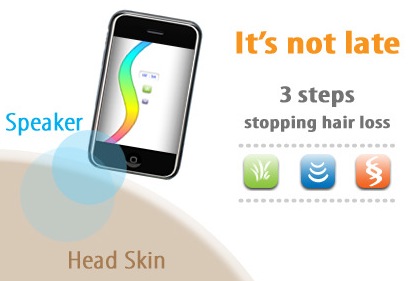 It's not late
3 steps
stopping hair loss
Speaker
Head Skin